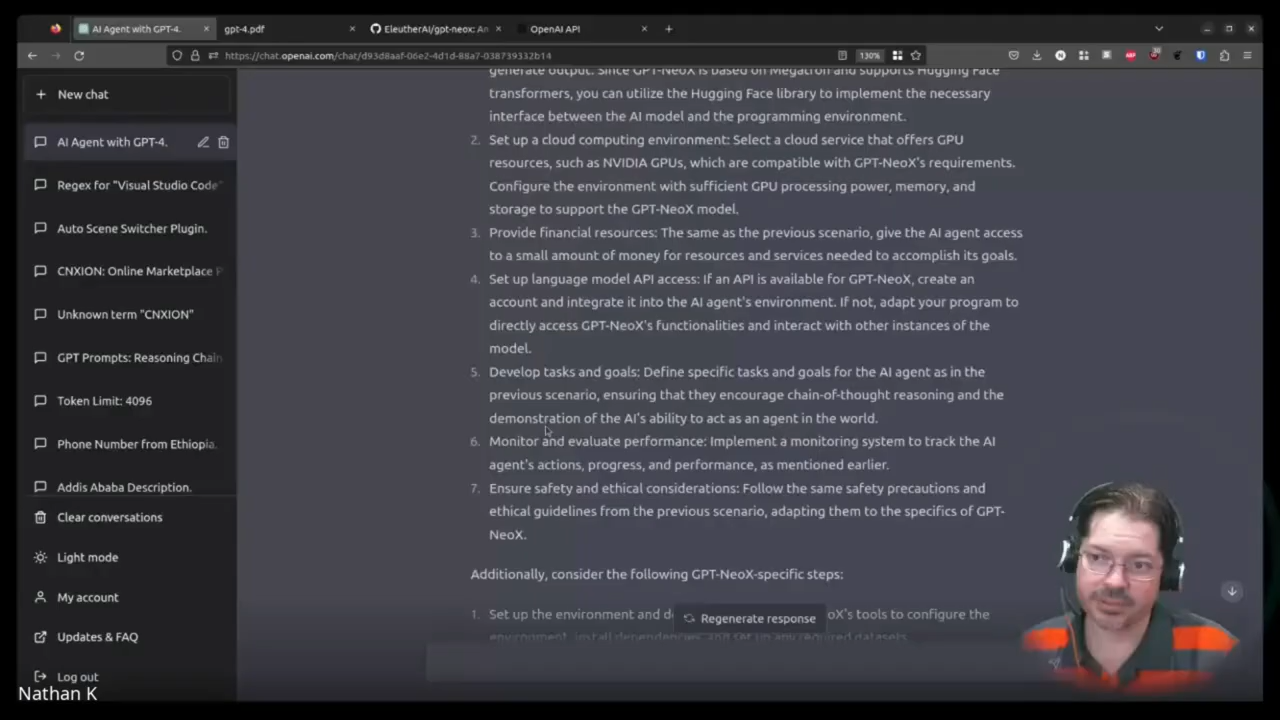 AI Agent with GPT-4.
gpt-4.pdf
EleutherAI/gpt-neox: An
OpenAI API
https://chat.openai.com/chat/d93d8aaf-06e2-4d1d-88a7-038739332b14
130%
New chat
AI Agent with GPT-4.
Regex for "Visual Studio Code"
Auto Scene Switcher Plugin.
CNXION: Online Marketplace
Unknown term "CNXION"
GPT Prompts: Reasoning Chain
Token Limit: 4096
Phone Number from Ethiopia.
Addis Ababa Description.
Clear conversations
Light mode
My account
Updates & FAQ
Log out
Nathan K
generate output. Since GPT-NeoX is based on Megatron and supports Hugging Face
transformers, you can utilize the Hugging Face library to implement the necessary
interface between the AI model and the programming environment.
2. Set up a cloud computing environment: Select a cloud service that offers GPU
resources, such as NVIDIA GPUs, which are compatible with GPT-NeoX's requirements.
Configure the environment with sufficient GPU processing power, memory, and
storage to support the GPT-NeoX model.
3. Provide financial resources: The same as the previous scenario, give the AI agent access
to a small amount of money for resources and services needed to accomplish its goals.
4. Set up language model API access: If an API is available for GPT-NeoX, create an
account and integrate it into the AI agent's environment. If not, adapt your program to
directly access GPT-NeoX's functionalities and interact with other instances of the
model.
5. Develop tasks and goals: Define specific tasks and goals for the AI agent as in the
previous scenario, ensuring that they encourage chain-of-thought reasoning and the
demonstration of the AI's ability to act as an agent in the world.
6. Monitor and evaluate performance: Implement a monitoring system to track the AI
agent's actions, progress, and performance, as mentioned earlier.
7. Ensure safety and ethical considerations: Follow the same safety precautions and
ethical guidelines from the previous scenario, adapting them to the specifics of GPT-
NeoX.
Additionally, consider the following GPT-NeoX-specific steps:
1. Set up the environment and oX's tools to configure the
Regenerate response
environment, install dependencies, and set up any required datasets.